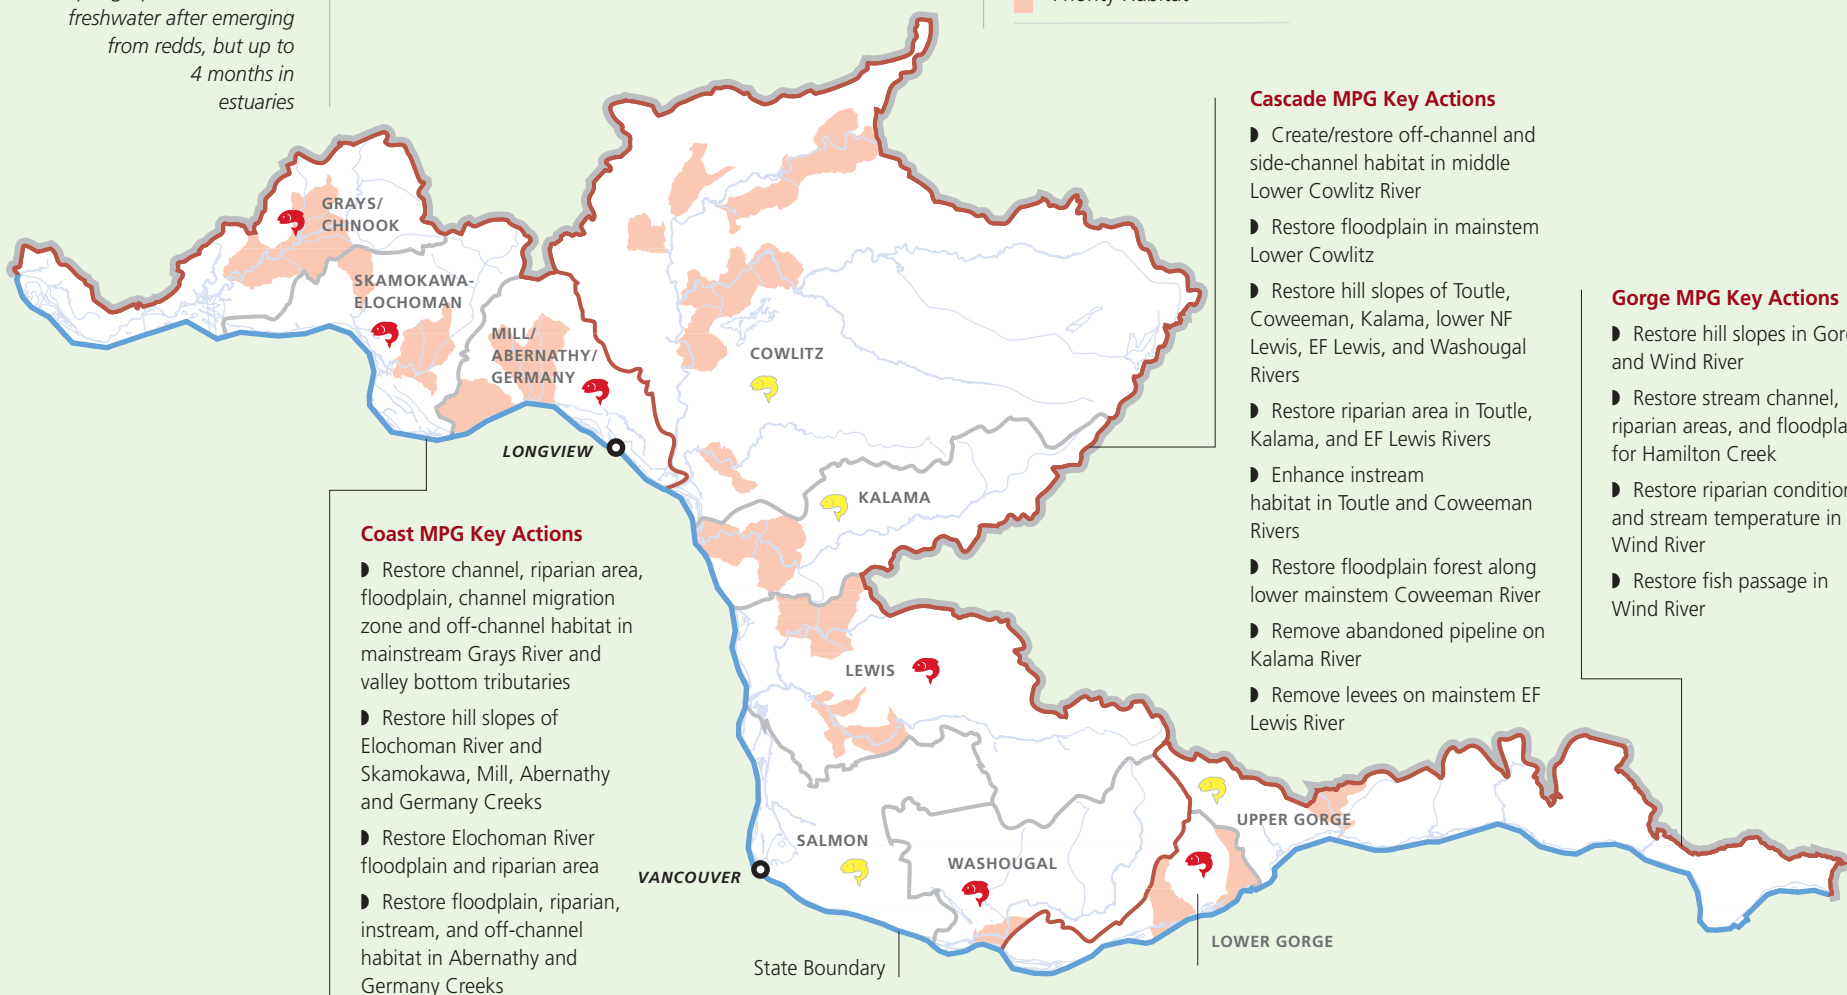 freshwater after emerging
from redds, but up to
4 months in
estuaries
Priority Habitat
GRAYS/
CHINOOK
SKAMOKAWA-
ELOCHOMAN
MILL/
ABERNATHY/
GERMANY
COWLITZ
LONGVIEW
KALAMA
LEWIS
SALMON
VANCOUVER
WASHOUGAL
UPPER GORGE
LOWER GORGE
State Boundary
Coast MPG Key Actions
◗ Restore channel, riparian area,
floodplain, channel migration
zone and off-channel habitat in
mainstream Grays River and
valley bottom tributaries
◗ Restore hill slopes of
Elochoman River and
Skamokawa, Mill, Abernathy
and Germany Creeks
◗ Restore Elochoman River
floodplain and riparian area
◗ Restore floodplain, riparian,
instream, and off-channel
habitat in Abernathy and
Germany Creeks
Cascade MPG Key Actions
◗ Create/restore off-channel and
side-channel habitat in middle
Lower Cowlitz River
◗ Restore floodplain in mainstem
Lower Cowlitz
◗ Restore hill slopes of Toutle,
Coweeman, Kalama, lower NF
Lewis, EF Lewis, and Washougal
Rivers
◗ Restore riparian area in Toutle,
Kalama, and EF Lewis Rivers
◗ Enhance instream
habitat in Toutle and Coweeman
Rivers
◗ Restore floodplain forest along
lower mainstem Coweeman River
◗ Remove abandoned pipeline on
Kalama River
◗ Remove levees on mainstem EF
Lewis River
Gorge MPG Key Actions
◗ Restore hill slopes in Gor
and Wind River
◗ Restore stream channel,
riparian areas, and floodpla
for Hamilton Creek
◗ Restore riparian condition
and stream temperature in
Wind River
◗ Restore fish passage in
Wind River